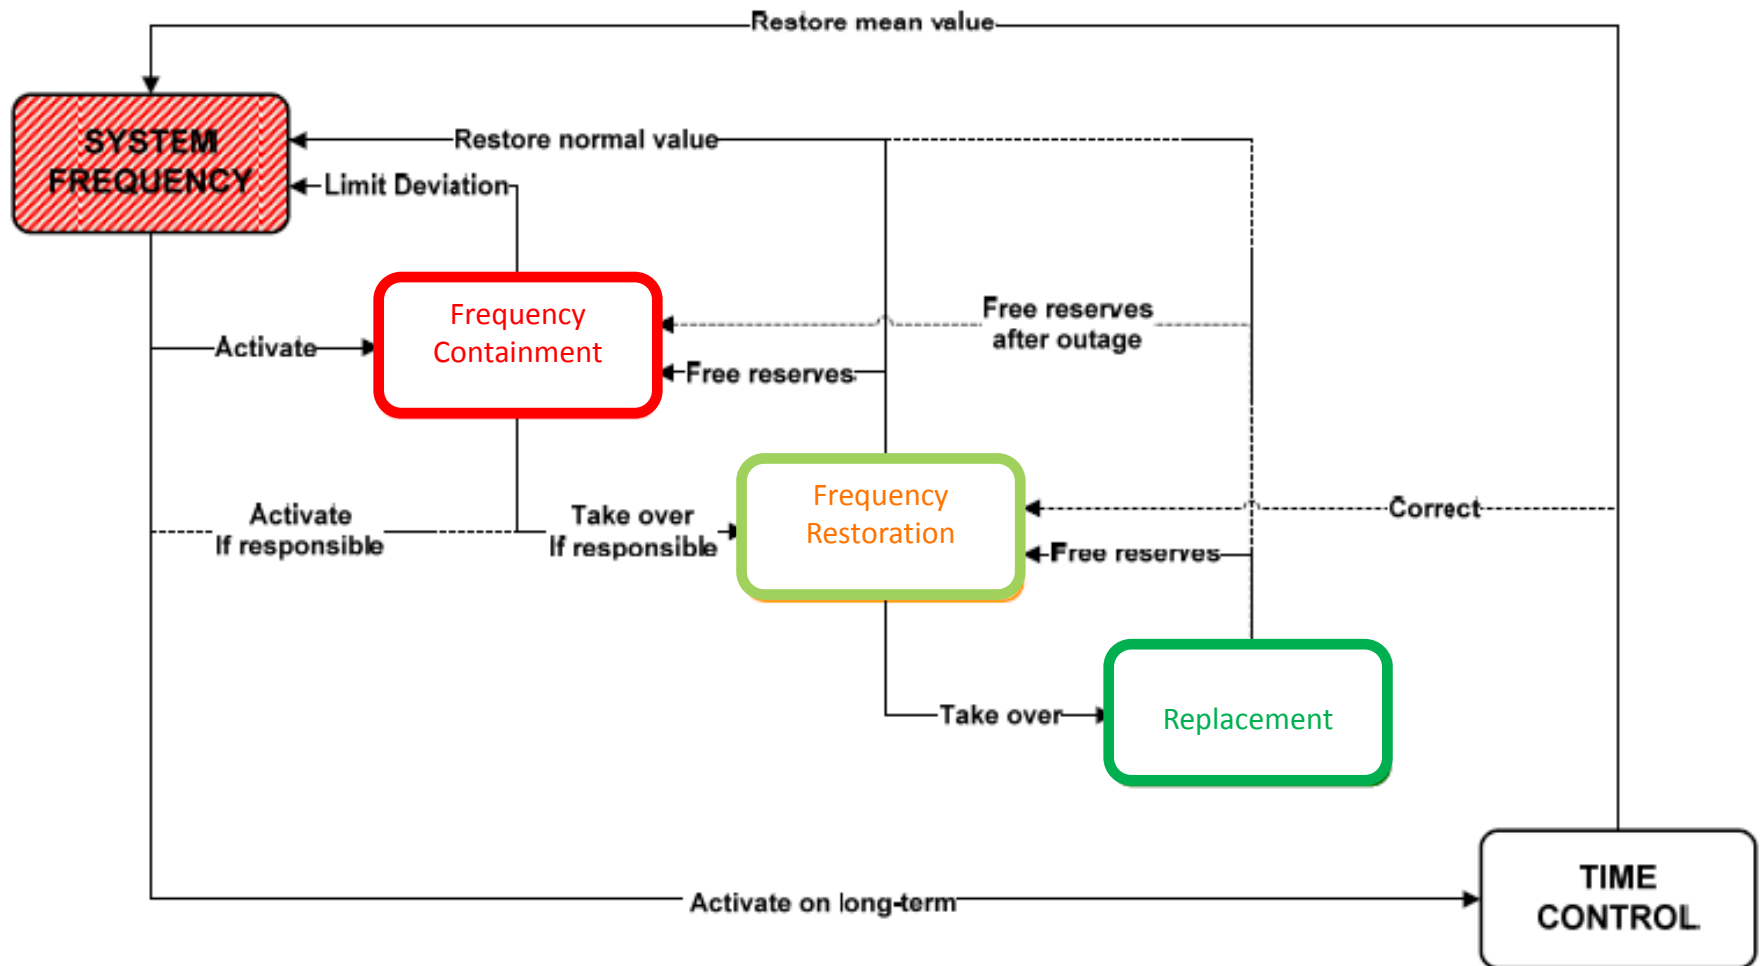 Restore mean value
SYSTEM
FREQUENCY
Restore normal value
Limit Deviation
Frequency
Containment
Free reserves
after outage
Activate
Free reserves
Frequency
Restoration
Activate
If responsible
Take over
If responsible
Correct
Free reserves
Take over
Replacement
Activate on long-term
TIME
CONTROL